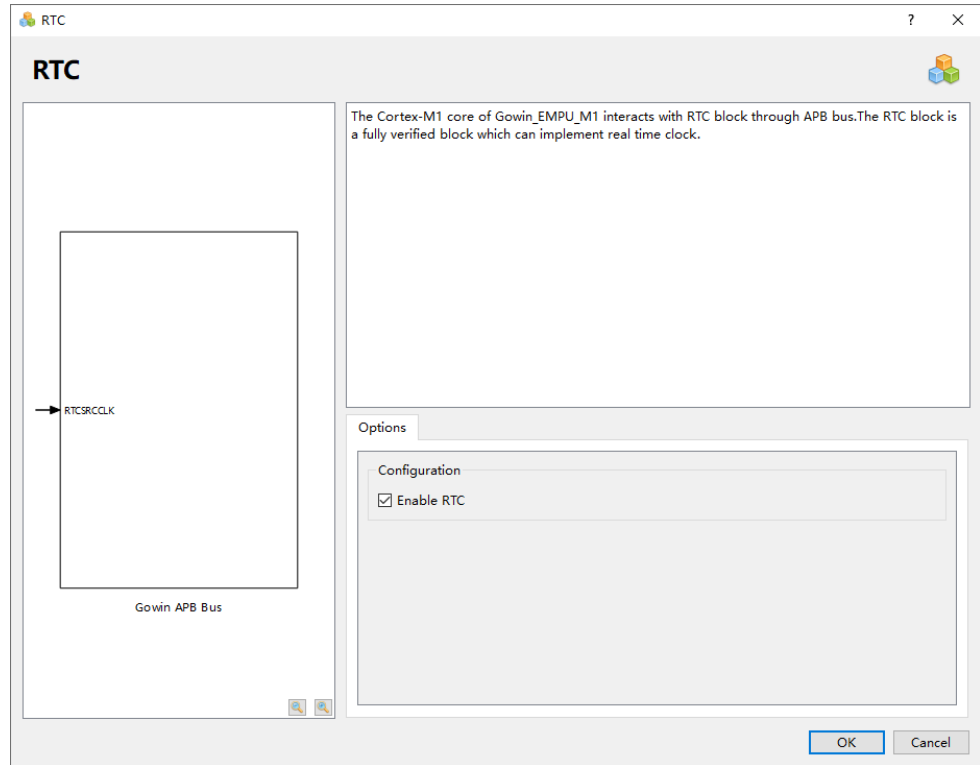 RTC
? ×
RTC
The Cortex-M1 core of Gowin_EMPU_M1 interacts with RTC block through APB bus.The RTC block is
a fully verified block which can implement real time clock.
RTCSRCCLK
Gowin APB Bus
Options
Configuration
Enable RTC
OK
Cancel